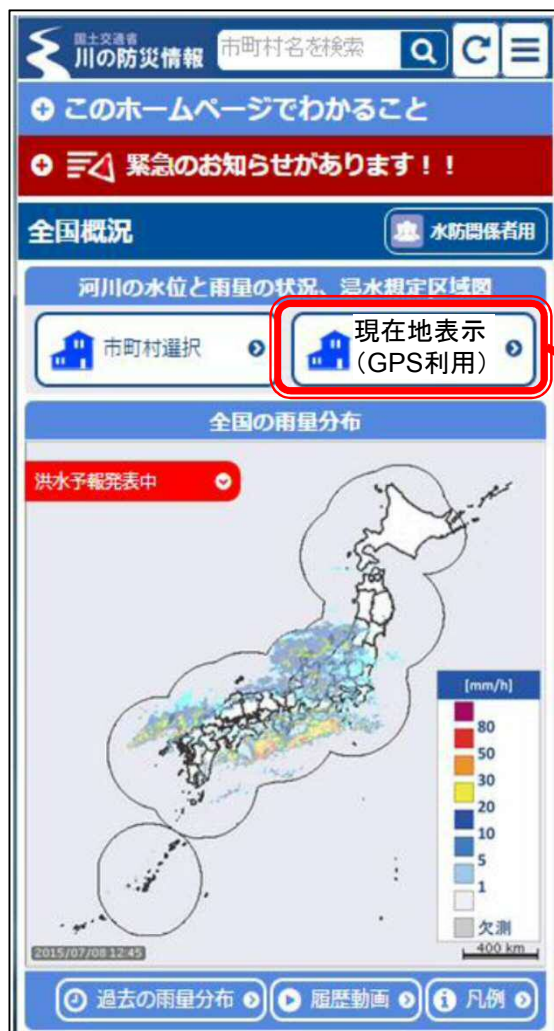 国土交通省
川の防災情報
市町村名を検索
このホームページでわかること
緊急のお知らせがあります！！
全国概況
水防関係者用
河川の水位と雨量の状況、浸水想定区域図
市町村選択
現在地表示
（GPS利用）
全国の雨量分布
洪水予報発表中
[mm/h]
80
50
30
20
10
5
1
欠測
2015/07/08 12:45
400 km
過去の雨量分布
履歴動画
凡例